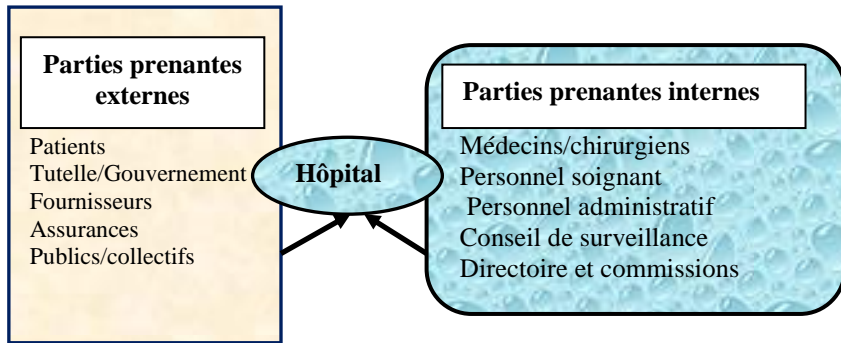 Parties prenantes
externes
Patients
Tutelle/Gouvernement
Fournisseurs
Assurances
Publics/collectifs
Hôpital
Parties prenantes internes
Médecins/chirurgiens
Personnel soignant
Personnel administratif
Conseil de surveillance
Directoire et commissions